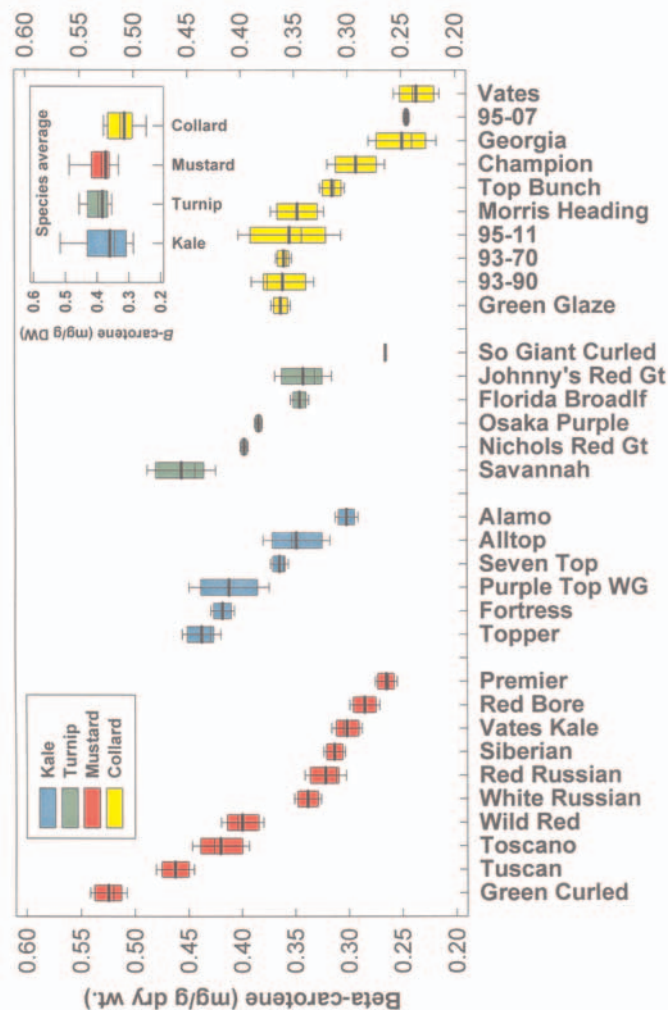 0.60
0.55
0.50
0.45
0.40
0.35
0.30
0.25
0.20
Species average
0.6
0.5
0.4
0.3
0.2
B-carotene (mg/g DW)
Collard
Mustard
Turnip
Kale
Kale
Turnip
Mustard
Collard
Vates
95-07
Georgia
Champion
Top Bunch
Morris Heading
95-11
93-70
93-90
Green Glaze
So Giant Curled
Johnny's Red Gt
Florida Broadlf
Osaka Purple
Nichols Red Gt
Savannah
Alamo
Alltop
Seven Top
Purple Top WG
Fortress
Topper
Premier
Red Bore
Vates Kale
Siberian
Red Russian
White Russian
Wild Red
Toscano
Tuscan
Green Curled
0.60
0.55
0.50
0.45
0.40
0.35
0.30
0.25
0.20
Beta-carotene (mg/g dry wt.)